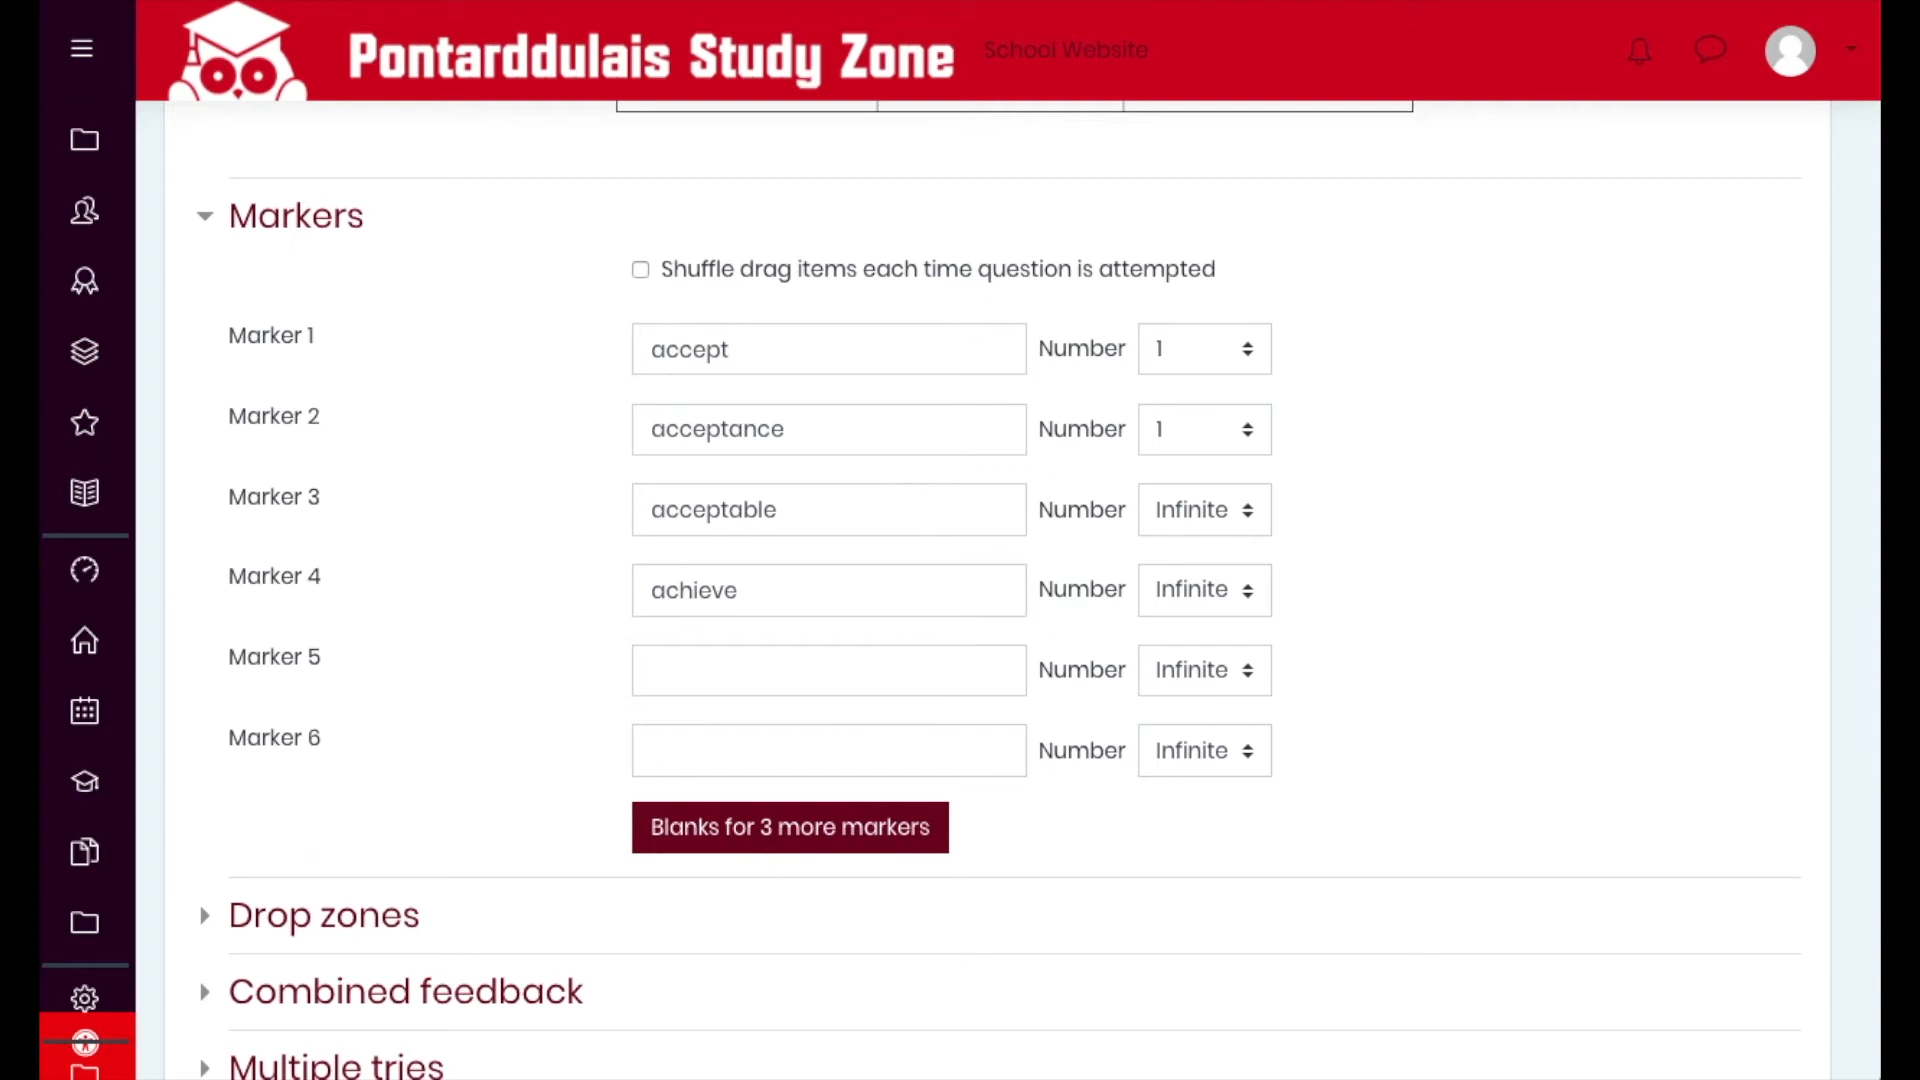 Pontarddulais Study Zone School Website
Markers
Shuffle drag items each time question is attempted
Marker 1 accept Number 1
Marker 2 acceptance Number 1
Marker 3 acceptable Number Infinite
Marker 4 achieve Number Infinite
Marker 5 Number Infinite
Marker 6 Number Infinite
Blanks for 3 more markers
Drop zones
Combined feedback
Multiple tries